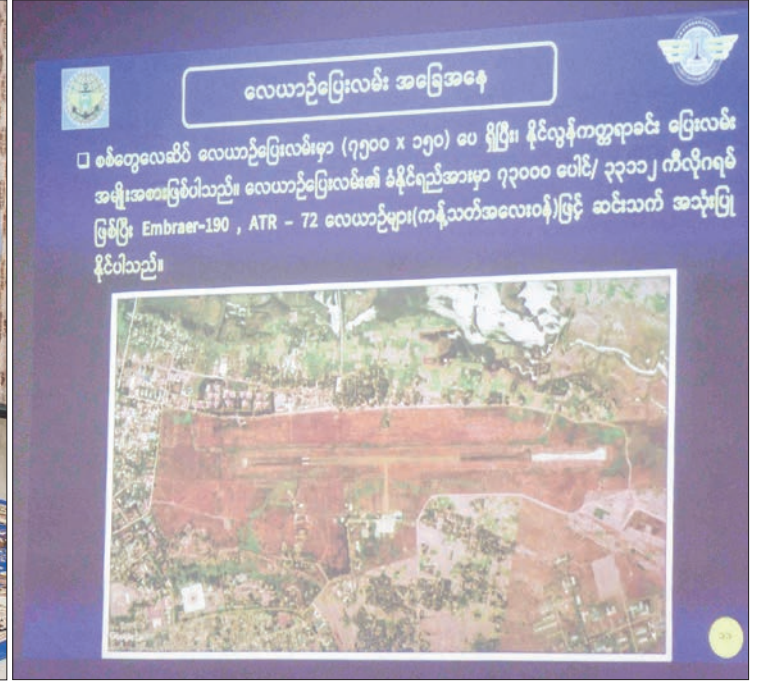 လေယာဉ်ပြေးလမ်း အခြေအနေ
❑ စစ်တွေလေဆိပ် လေယာဉ်ပြေးလမ်းမှာ (၇၅၀၀ x ၁၅၀) ပေ ရှိပြီး၊ နိုင်လွန်ကတ္တရာခင်း ပြေးလမ်း
အမျိုးအစားဖြစ်ပါသည်။ လေယာဉ်ပြေးလမ်း၏ ခံနိုင်ရည်အားမှာ ၇၃၀၀၀ ပေါင်/ ၃၃၁၁၂ ကီလိုဂရမ်
ဖြစ်ပြီး Embraer-190 , ATR – 72 လေယာဉ်များ(ကန့်သတ်အလေးဝန်)ဖြင့် ဆင်းသက် အသုံးပြု
နိုင်ပါသည်။
>>